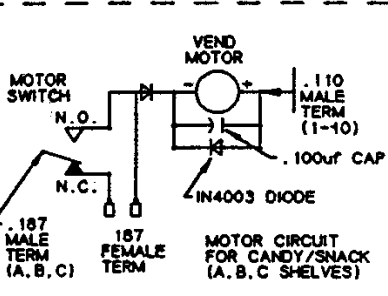 VEND
MOTOR
-
+
.110
MALE
TERM
(1-10)
MOTOR
SWITCH
N.O.
.100uf CAP
N.C.
IN4003 DIODE
.187
MALE
TERM
(A,B,C)
187
FEMALE
TERM
MOTOR CIRCUIT
FOR CANDY/SNACK
(A,B,C SHELVES)